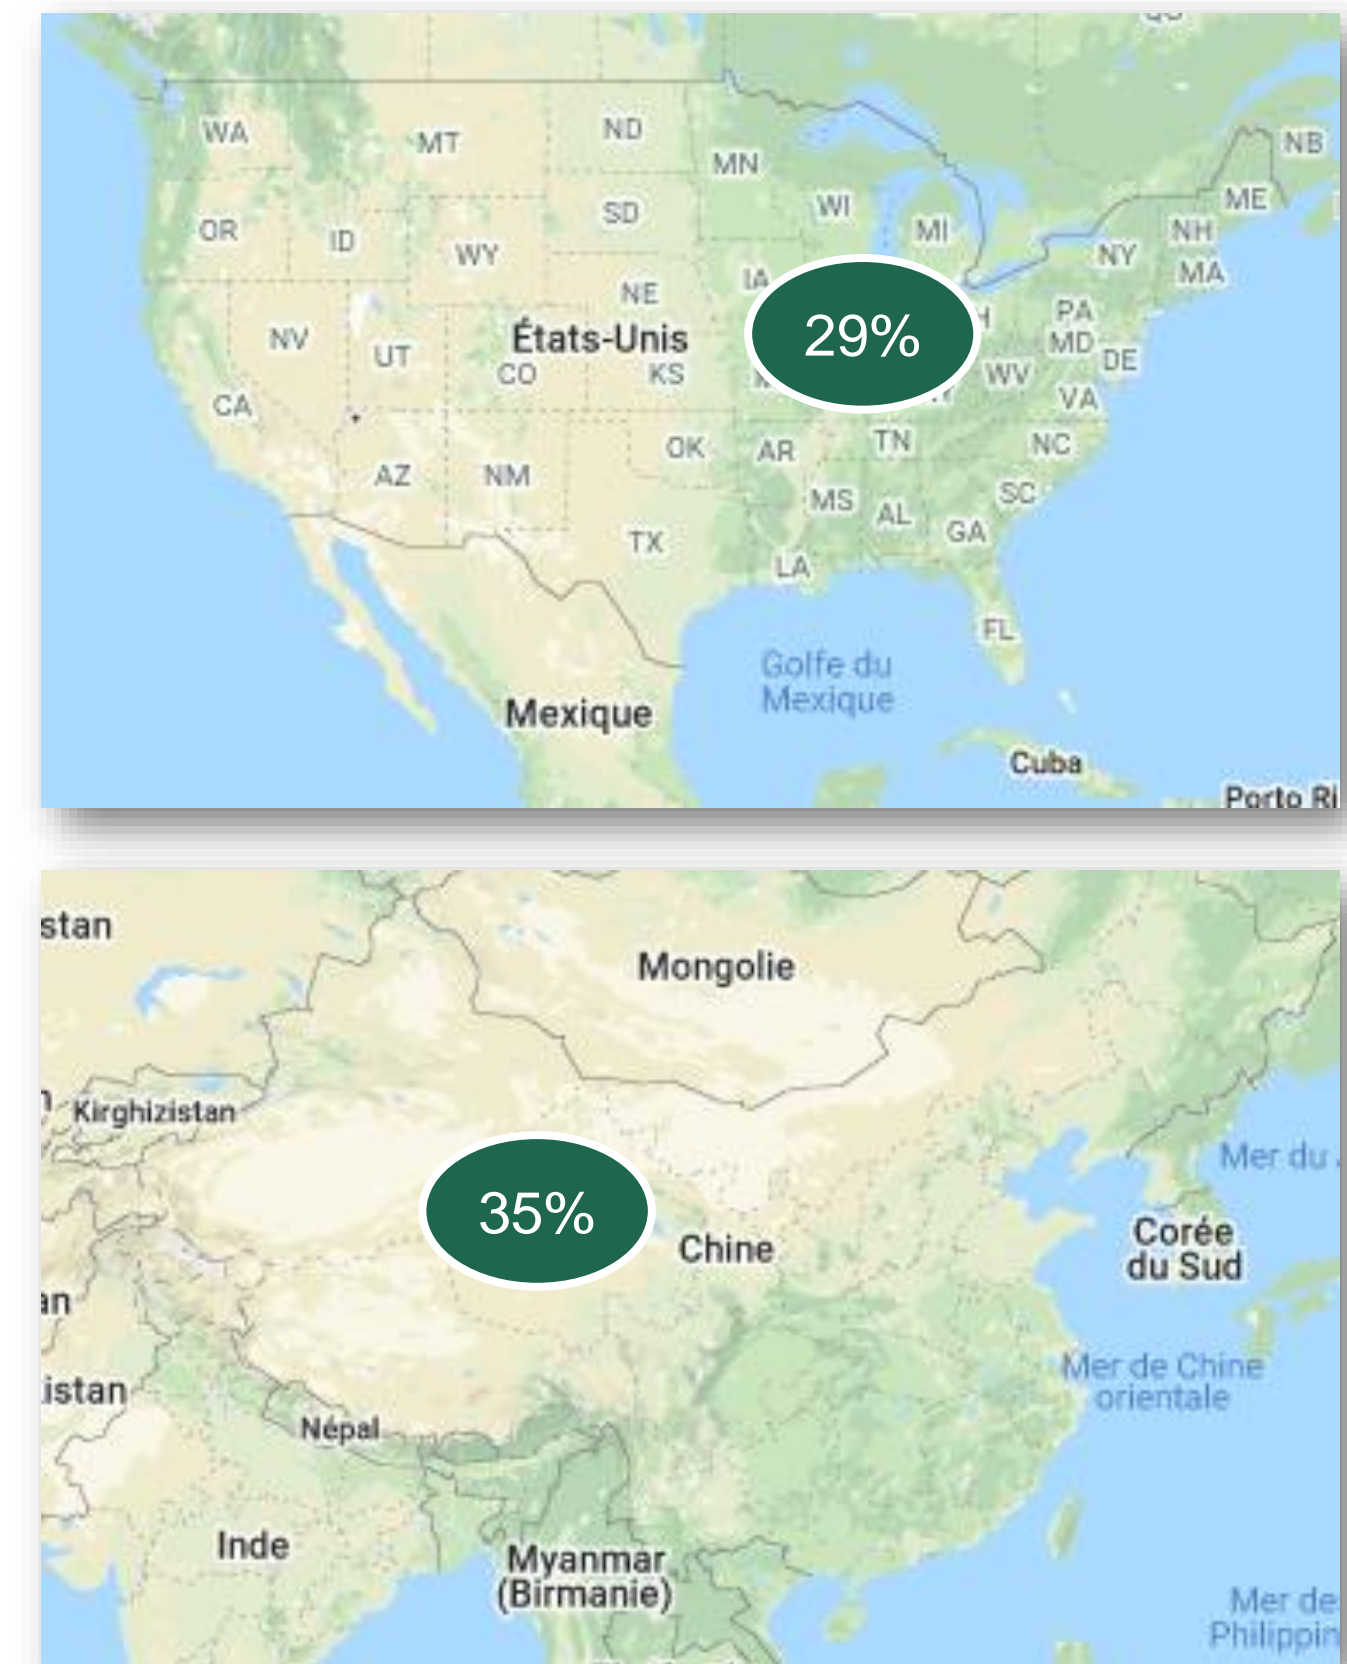 WA
MT
ND
MN
NB
OR
ID
SD
WI
MI
ME
WY
NH
NY
MA
IA
NE
NV
UT
États-Unis
29%
PA
MD
DE
CO
KS
WV
CA
VA
OK
AR
TN
NC
AZ
NM
MS
AL
SC
GA
TX
LA
FL
Golfe du
Mexique
Mexique
Cuba
Porto Ri
stan
Mongolie
Kirghizistan
Mer du
35%
Chine
Corée
du Sud
an
istan
Mer de Chine
orientale
Népal
Inde
Myanmar
(Birmanie)
Mer de
Philippin